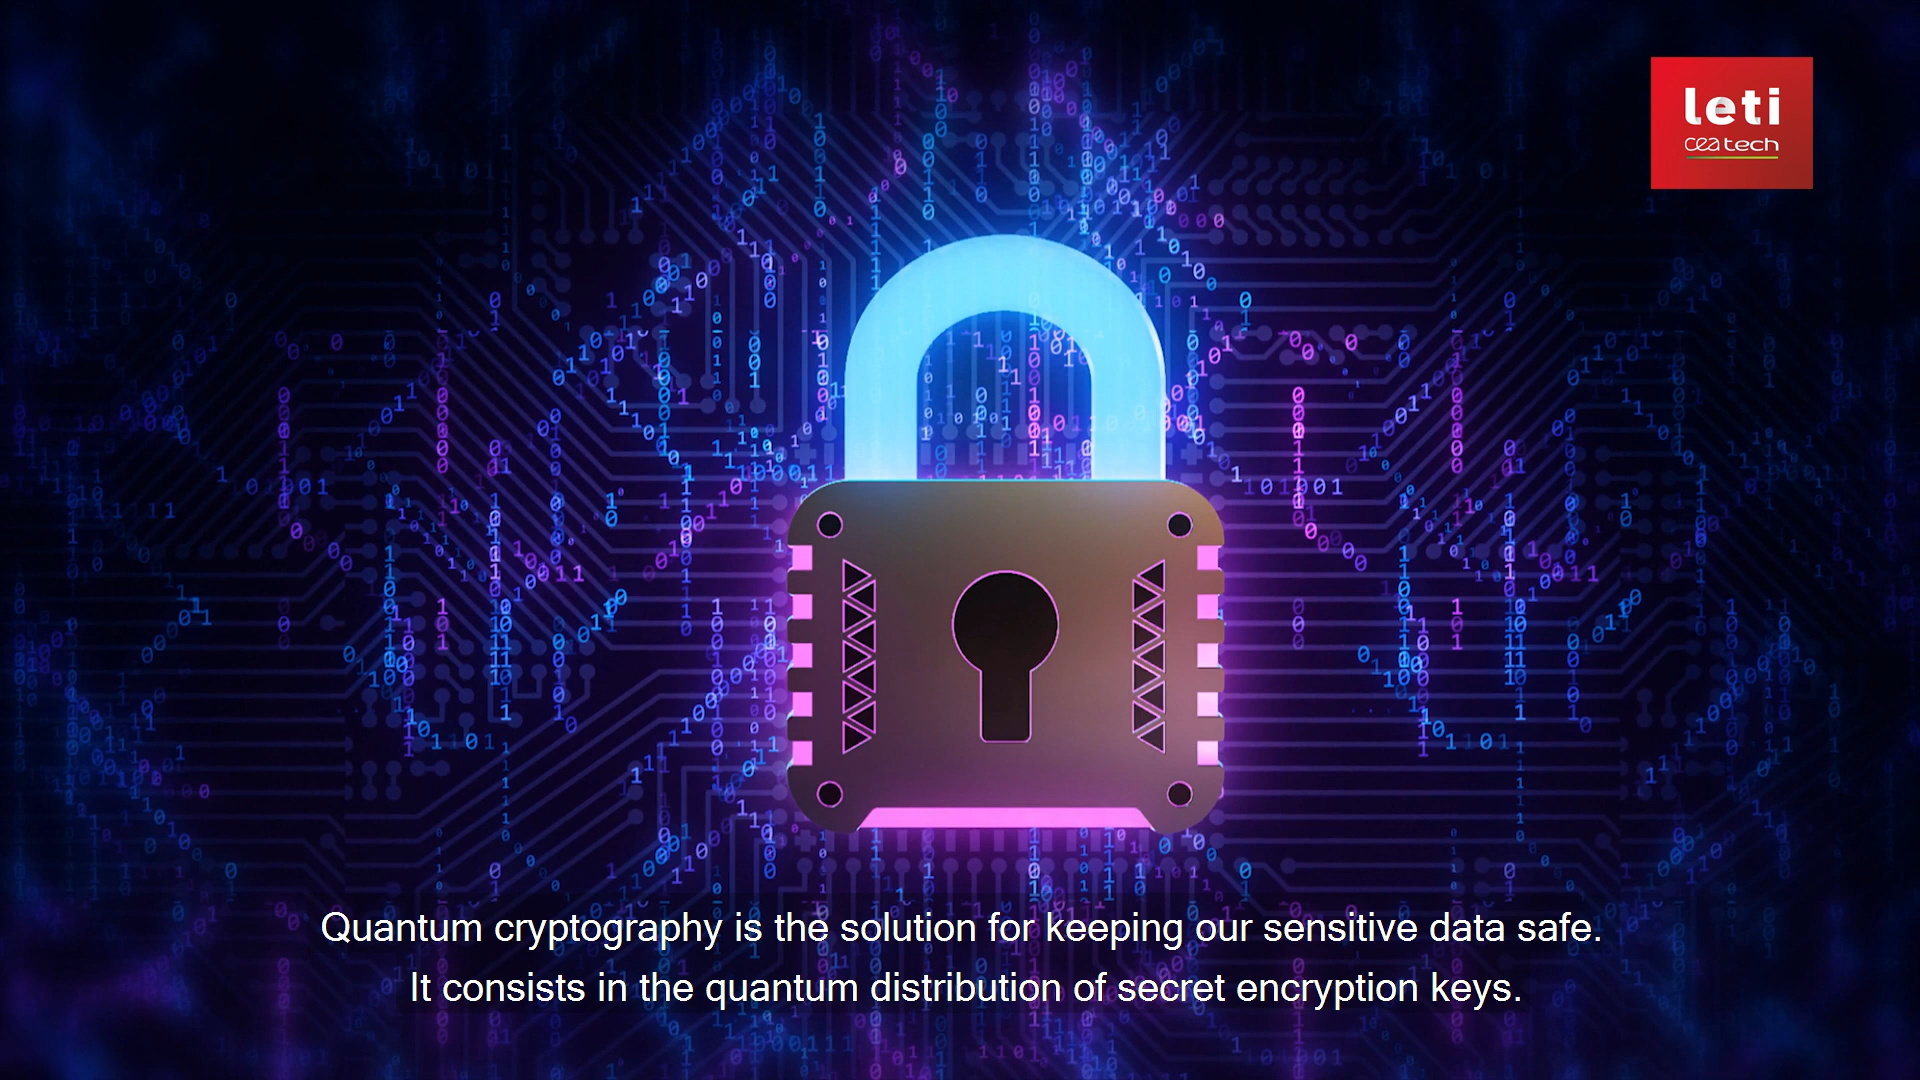 leti
cea tech
Quantum cryptography is the solution for keeping our sensitive data safe.
It consists in the quantum distribution of secret encryption keys.